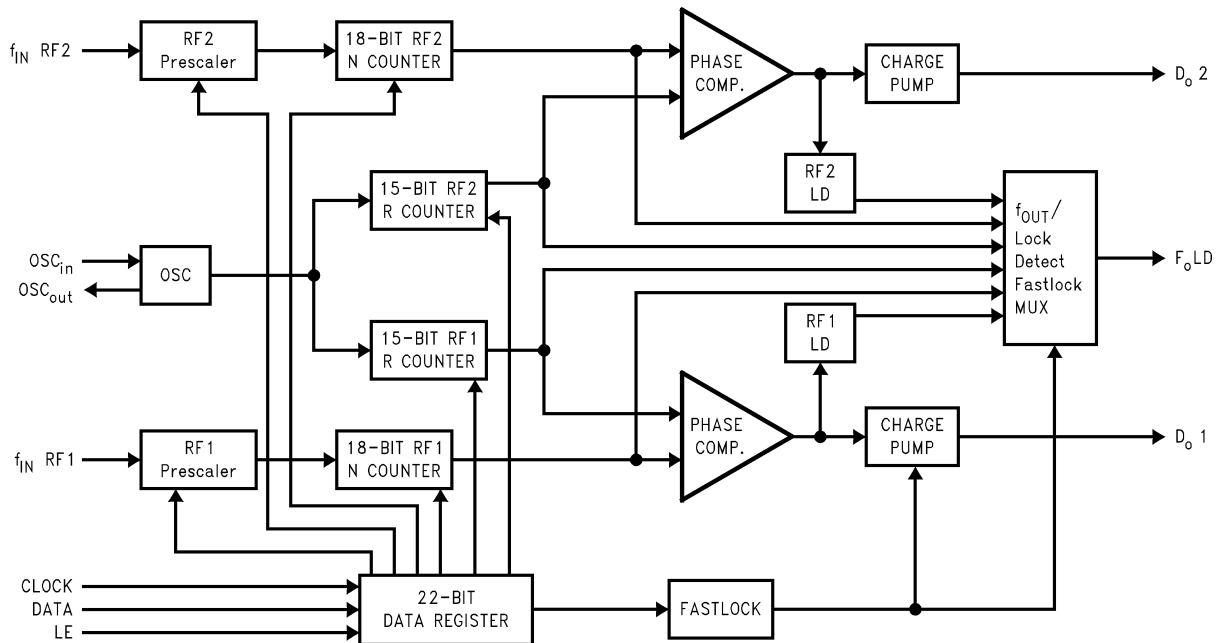 f_IN RF2
RF2
Prescaler
18-BIT RF2
N COUNTER
PHASE
COMP.
CHARGE
PUMP
D_o 2
15-BIT RF2
R COUNTER
RF2
LD
OSC_in
OSC_out
OSC
f_OUT/
Lock
Detect
Fastlock
MUX
F_oLD
15-BIT RF1
R COUNTER
RF1
LD
f_IN RF1
RF1
Prescaler
18-BIT RF1
N COUNTER
PHASE
COMP.
CHARGE
PUMP
D_o 1
CLOCK
DATA
LE
22-BIT
DATA REGISTER
FASTLOCK